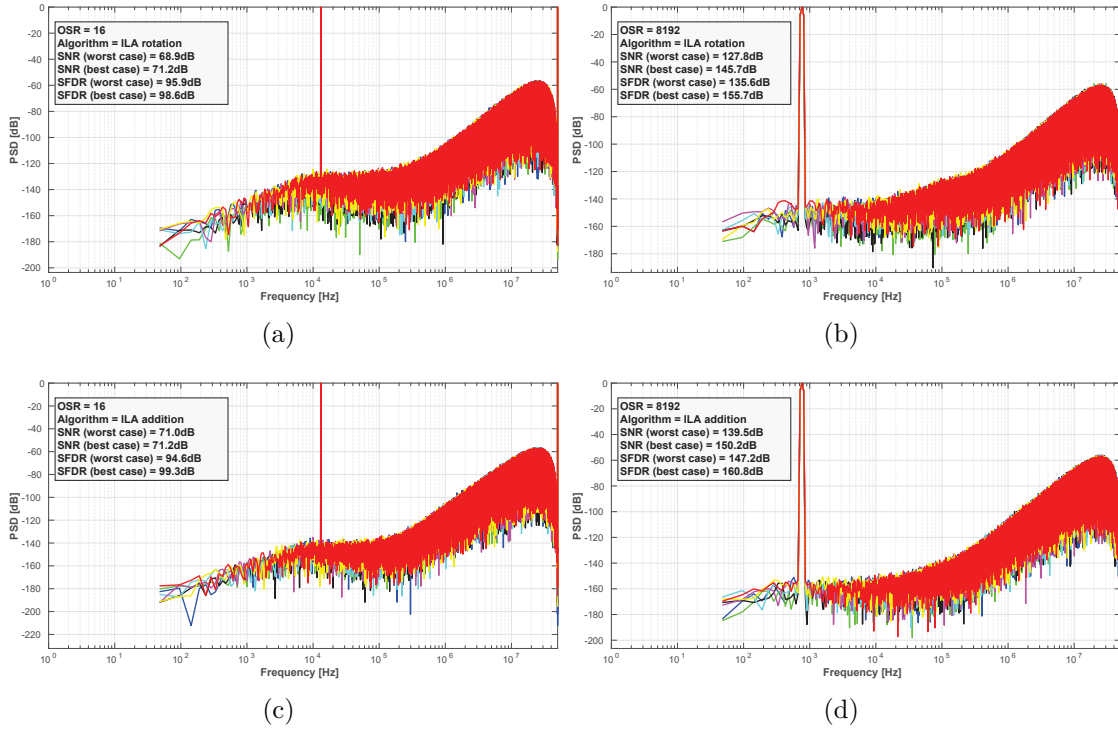 OSR = 16
Algorithm = ILA rotation
SNR (worst case) = 68.9dB
SNR (best case) = 71.2dB
SFDR (worst case) = 95.9dB
SFDR (best case) = 98.6dB
PSD [dB]
0
-20
-40
-60
-80
-100
-120
-140
-160
-180
-200
10^0 10^1 10^2 10^3 10^4 10^5 10^6 10^7
Frequency [Hz]
(a)
OSR = 8192
Algorithm = ILA rotation
SNR (worst case) = 127.8dB
SNR (best case) = 145.7dB
SFDR (worst case) = 135.6dB
SFDR (best case) = 155.7dB
PSD [dB]
0
-20
-40
-60
-80
-100
-120
-140
-160
-180
10^0 10^1 10^2 10^3 10^4 10^5 10^6 10^7
Frequency [Hz]
(b)
OSR = 16
Algorithm = ILA addition
SNR (worst case) = 71.0dB
SNR (best case) = 71.2dB
SFDR (worst case) = 94.6dB
SFDR (best case) = 99.3dB
PSD [dB]
0
-20
-40
-60
-80
-100
-120
-140
-160
-180
-200
-220
10^0 10^1 10^2 10^3 10^4 10^5 10^6 10^7
Frequency [Hz]
(c)
OSR = 8192
Algorithm = ILA addition
SNR (worst case) = 139.5dB
SNR (best case) = 150.2dB
SFDR (worst case) = 147.2dB
SFDR (best case) = 160.8dB
PSD [dB]
0
-20
-40
-60
-80
-100
-120
-140
-160
-180
-200
10^0 10^1 10^2 10^3 10^4 10^5 10^6 10^7
Frequency [Hz]
(d)